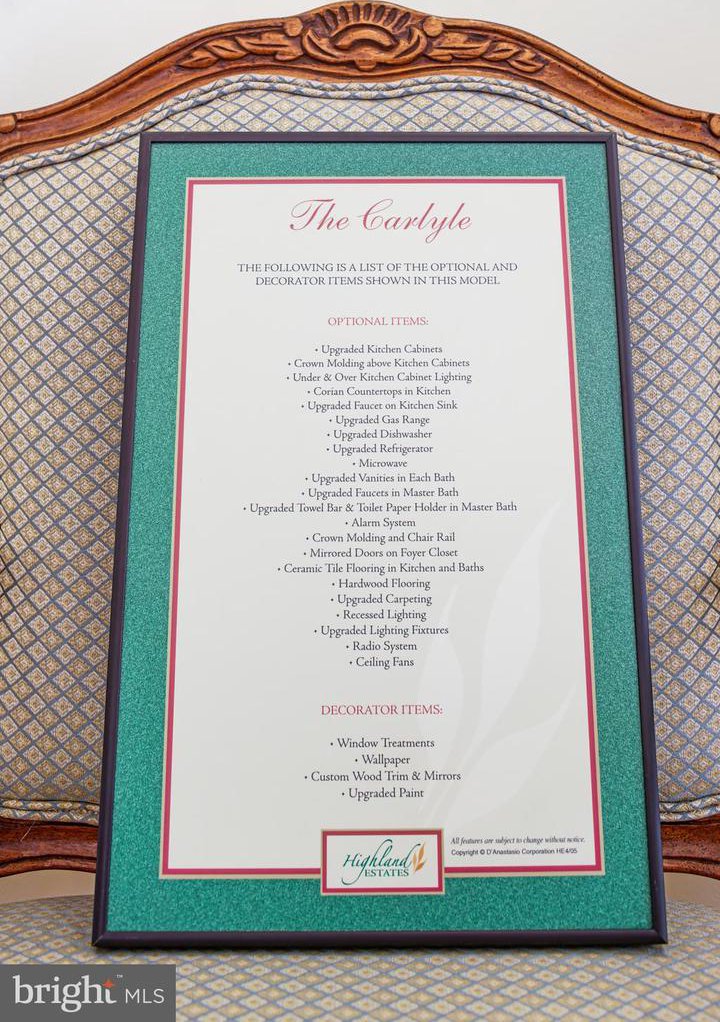 The Carlyle
THE FOLLOWING IS A LIST OF THE OPTIONAL AND
DECORATOR ITEMS SHOWN IN THIS MODEL
OPTIONAL ITEMS:
• Upgraded Kitchen Cabinets
• Crown Molding above Kitchen Cabinets
• Under & Over Kitchen Cabinet Lighting
• Corian Countertops in Kitchen
• Upgraded Faucet on Kitchen Sink
• Upgraded Gas Range
• Upgraded Dishwasher
• Upgraded Refrigerator
• Microwave
• Upgraded Vanities in Each Bath
• Upgraded Faucets in Master Bath
• Upgraded Towel Bar & Toilet Paper Holder in Master Bath
• Alarm System
• Crown Molding and Chair Rail
• Mirrored Doors on Foyer Closet
• Ceramic Tile Flooring in Kitchen and Baths
• Hardwood Flooring
• Upgraded Carpeting
• Recessed Lighting
• Upgraded Lighting Fixtures
• Radio System
• Ceiling Fans
DECORATOR ITEMS:
• Window Treatments
• Wallpaper
• Custom Wood Trim & Mirrors
• Upgraded Paint
Highland
ESTATES
All features are subject to change without notice.
Copyright © D'Anastasio Corporation HE4/05
bright™ MLS